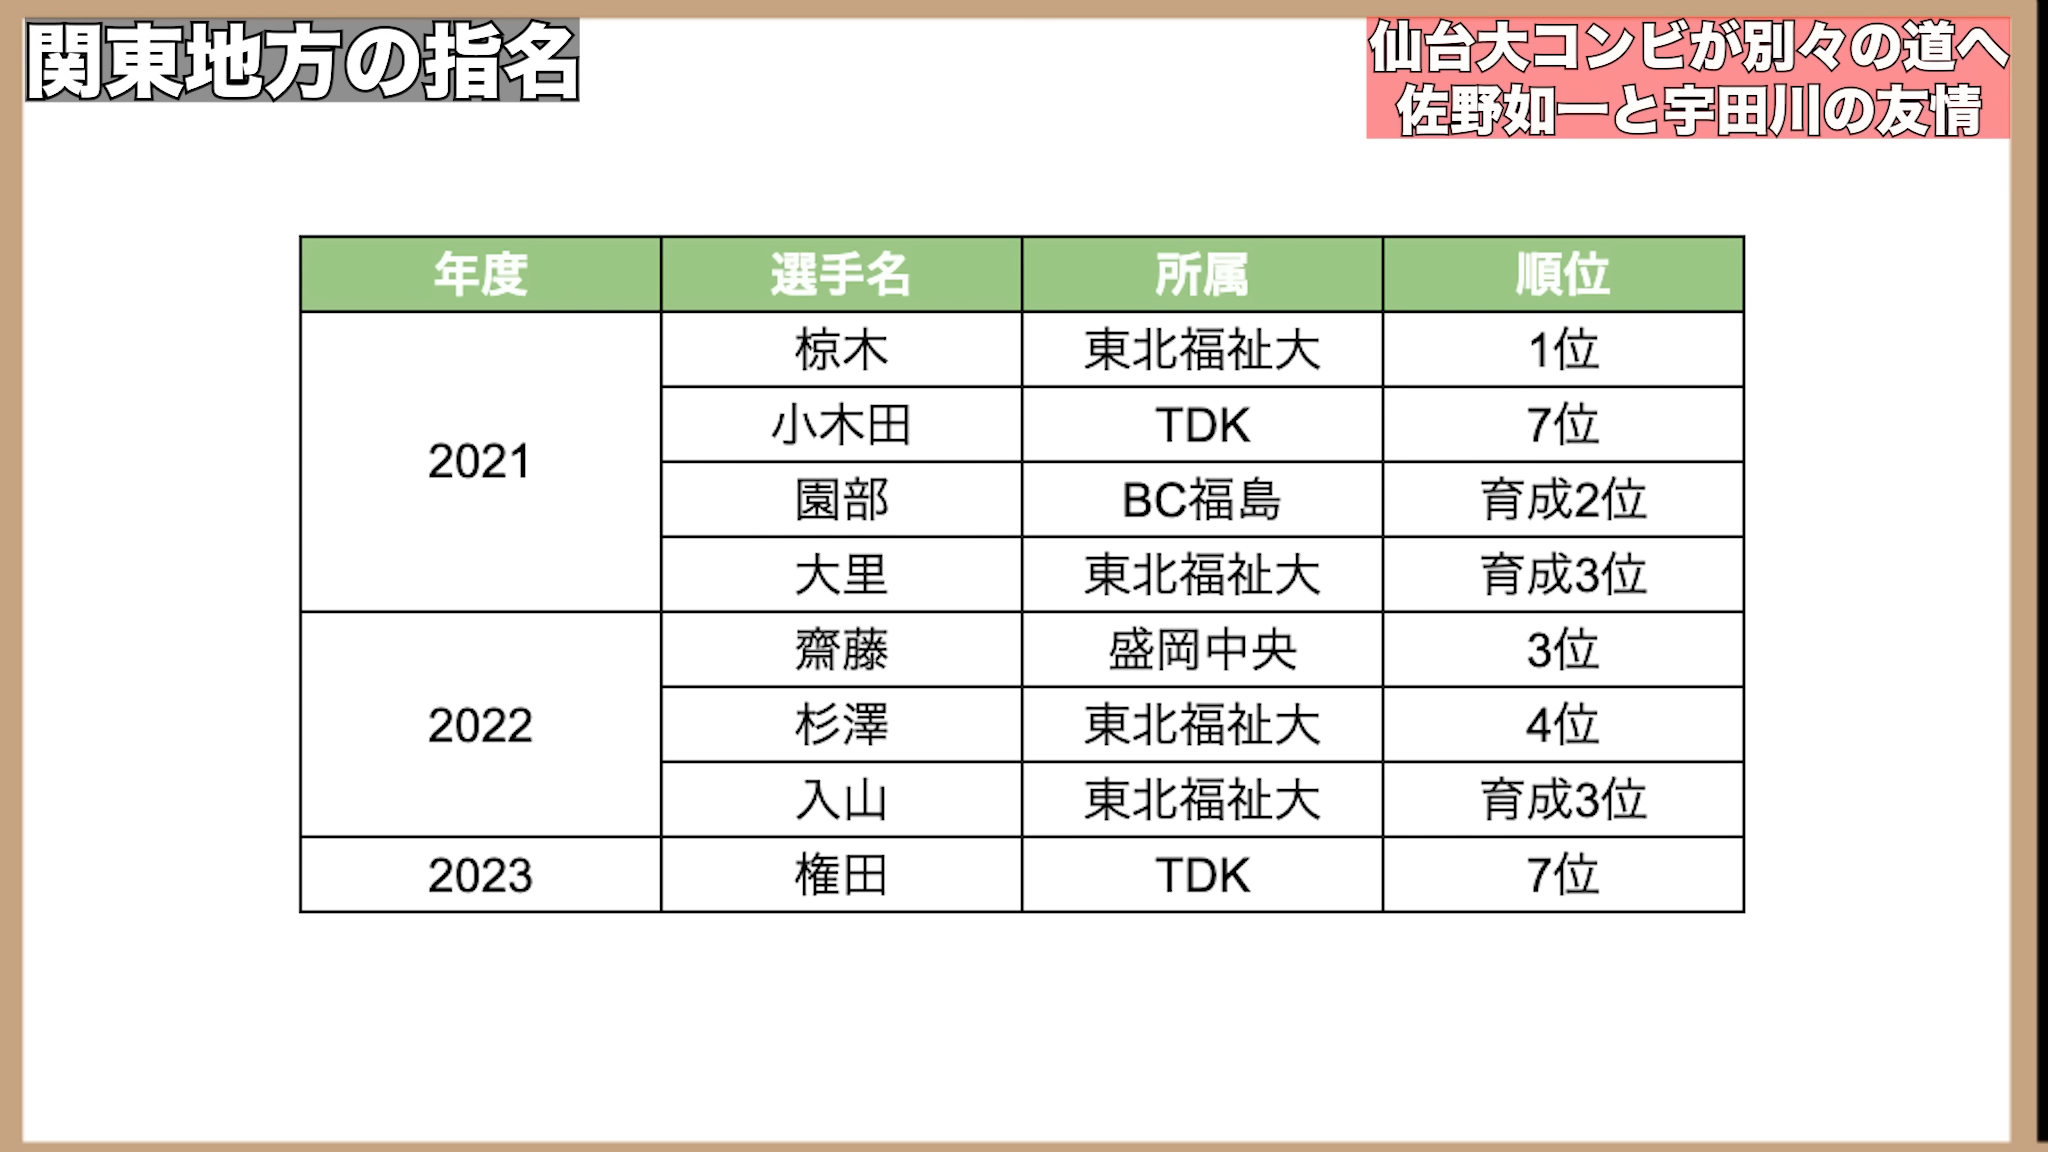 関東地方の指名
仙台大コンビが別々の道へ
佐野如一と宇田川の友情
年度 選手名 所属 順位
2021 椋木 東北福祉大 1位
小木田 TDK 7位
園部 BC福島 育成2位
大里 東北福祉大 育成3位
2022 齋藤 盛岡中央 3位
杉澤 東北福祉大 4位
入山 東北福祉大 育成3位
2023 権田 TDK 7位